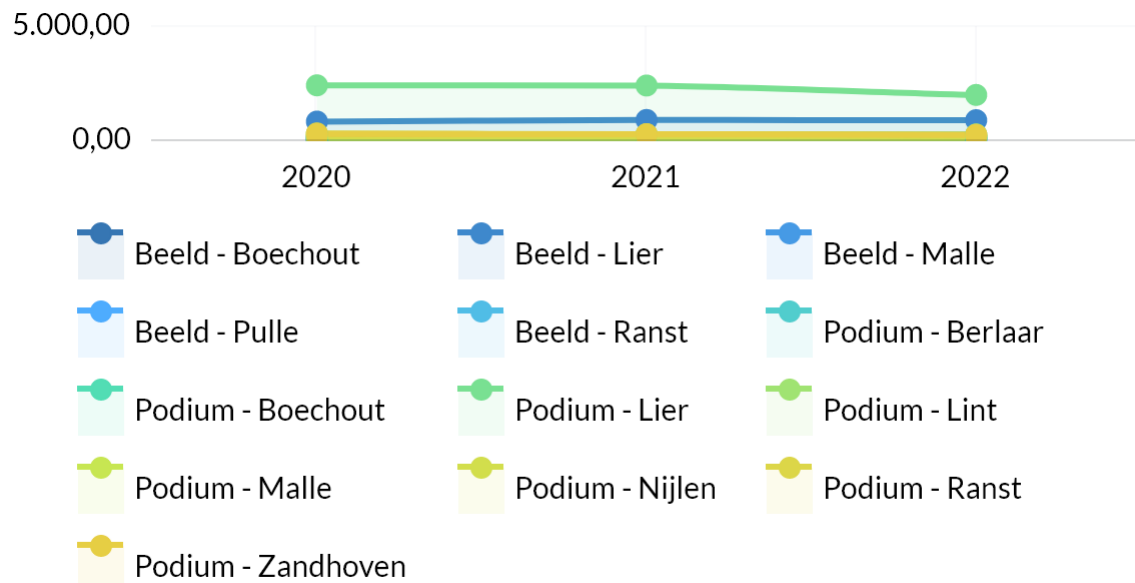 5.000,00
0,00
2020 2021 2022
Beeld - Boechout Beeld - Lier Beeld - Malle
Beeld - Pulle Beeld - Ranst Podium - Berlaar
Podium - Boechout Podium - Lier Podium - Lint
Podium - Malle Podium - Nijlen Podium - Ranst
Podium - Zandhoven